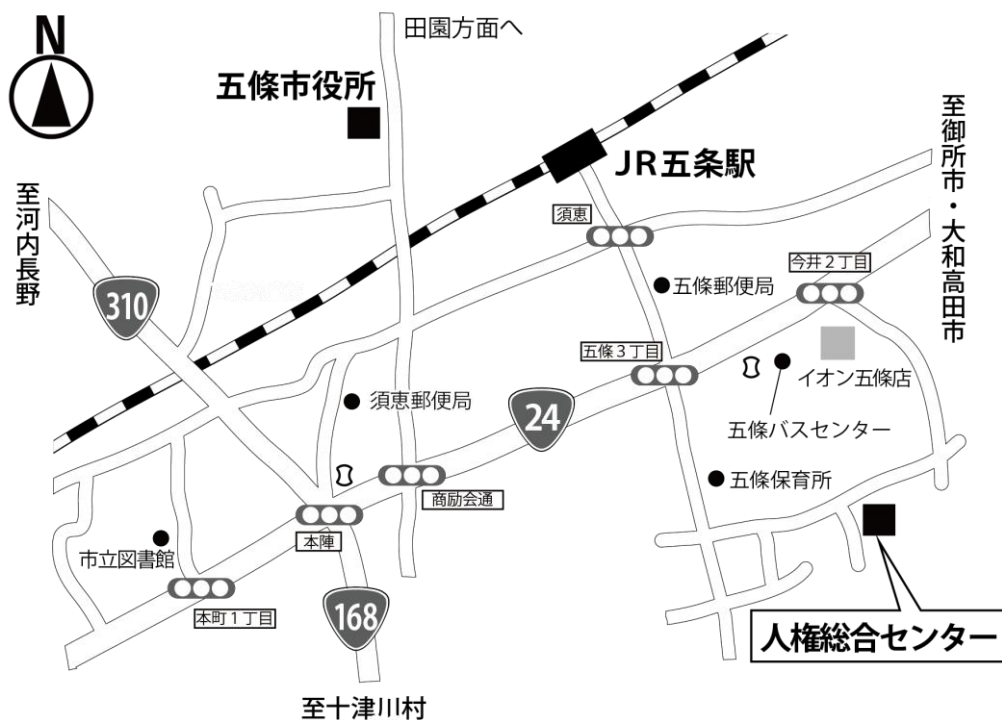 N
田園方面へ
五條市役所
JR五条駅
至御所市・大和高田市
至河内長野
須恵
今井2丁目
310
五條郵便局
五條3丁目
イオン五條店
須恵郵便局
24
五條バスセンター
五條保育所
商励会通
本陣
市立図書館
本町1丁目
168
人権総合センター
至十津川村